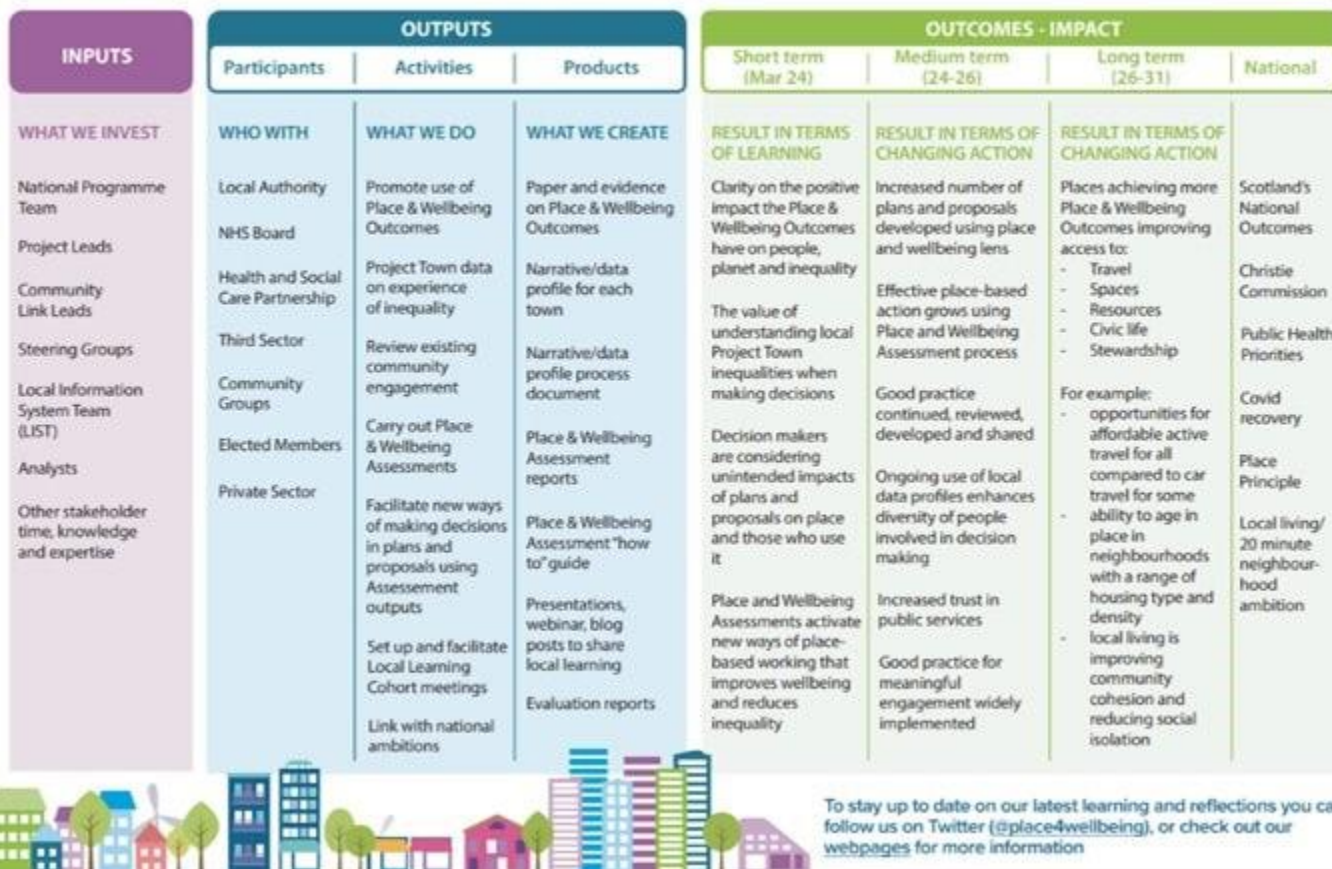 INPUTS
OUTPUTS
Participants
Activities
Products
OUTCOMES - IMPACT
Short term
(Mar 24)
Medium term
(24-26)
Long term
(26-31)
National
WHAT WE INVEST
National Programme
Team
Project Leads
Community
Link Leads
Steering Groups
Local Information
System Team
(LIST)
Analysts
Other stakeholder
time, knowledge
and expertise
WHO WITH
Local Authority
NHS Board
Health and Social
Care Partnership
Third Sector
Community
Groups
Elected Members
Private Sector
WHAT WE DO
Promote use of
Place & Wellbeing
Outcomes
Project Town data
on experience
of inequality
Review existing
community
engagement
Carry out Place
& Wellbeing
Assessments
Facilitate new ways
of making decisions
in plans and
proposals using
Assessement
outputs
Set up and facilitate
Local Learning
Cohort meetings
Link with national
ambitions
WHAT WE CREATE
Paper and evidence
on Place & Wellbeing
Outcomes
Narrative/data
profile for each
town
Narrative/data
profile process
document
Place & Wellbeing
Assessment
reports
Place & Wellbeing
Assessment "how
to" guide
Presentations,
webinar, blog
posts to share
local learning
Evaluation reports
RESULT IN TERMS
OF LEARNING
Clarity on the positive
impact the Place &
Wellbeing Outcomes
have on people,
planet and inequality
The value of
understanding local
Project Town
inequalities when
making decisions
Decision makers
are considering
unintended impacts
of plans and
proposals on place
and those who use
it
Place and Wellbeing
Assessments activate
new ways of place-
based working that
improves wellbeing
and reduces
inequality
RESULT IN TERMS OF
CHANGING ACTION
Increased number of
plans and proposals
developed using place
and wellbeing lens
Effective place-based
action grows using
Place and Wellbeing
Assessment process
Good practice
continued, reviewed,
developed and shared
Ongoing use of local
data profiles enhances
diversity of people
involved in decision
making
Increased trust in
public services
Good practice for
meaningful
engagement widely
implemented
RESULT IN TERMS OF
CHANGING ACTION
Places achieving more
Place & Wellbeing
Outcomes improving
access to:
- Travel
- Spaces
- Resources
- Civic life
- Stewardship
For example:
- opportunities for
affordable active
travel for all
compared to car
travel for some
- ability to age in
place in
neighbourhoods
with a range of
housing type and
density
- local living is
improving
community
cohesion and
reducing social
isolation
Scotland's
National
Outcomes
Christie
Commission
Public Health
Priorities
Covid
recovery
Place
Principle
Local living/
20 minute
neighbour-
hood
ambition
To stay up to date on our latest learning and reflections you ca
follow us on Twitter (@place4wellbeing), or check out our
webpages for more information